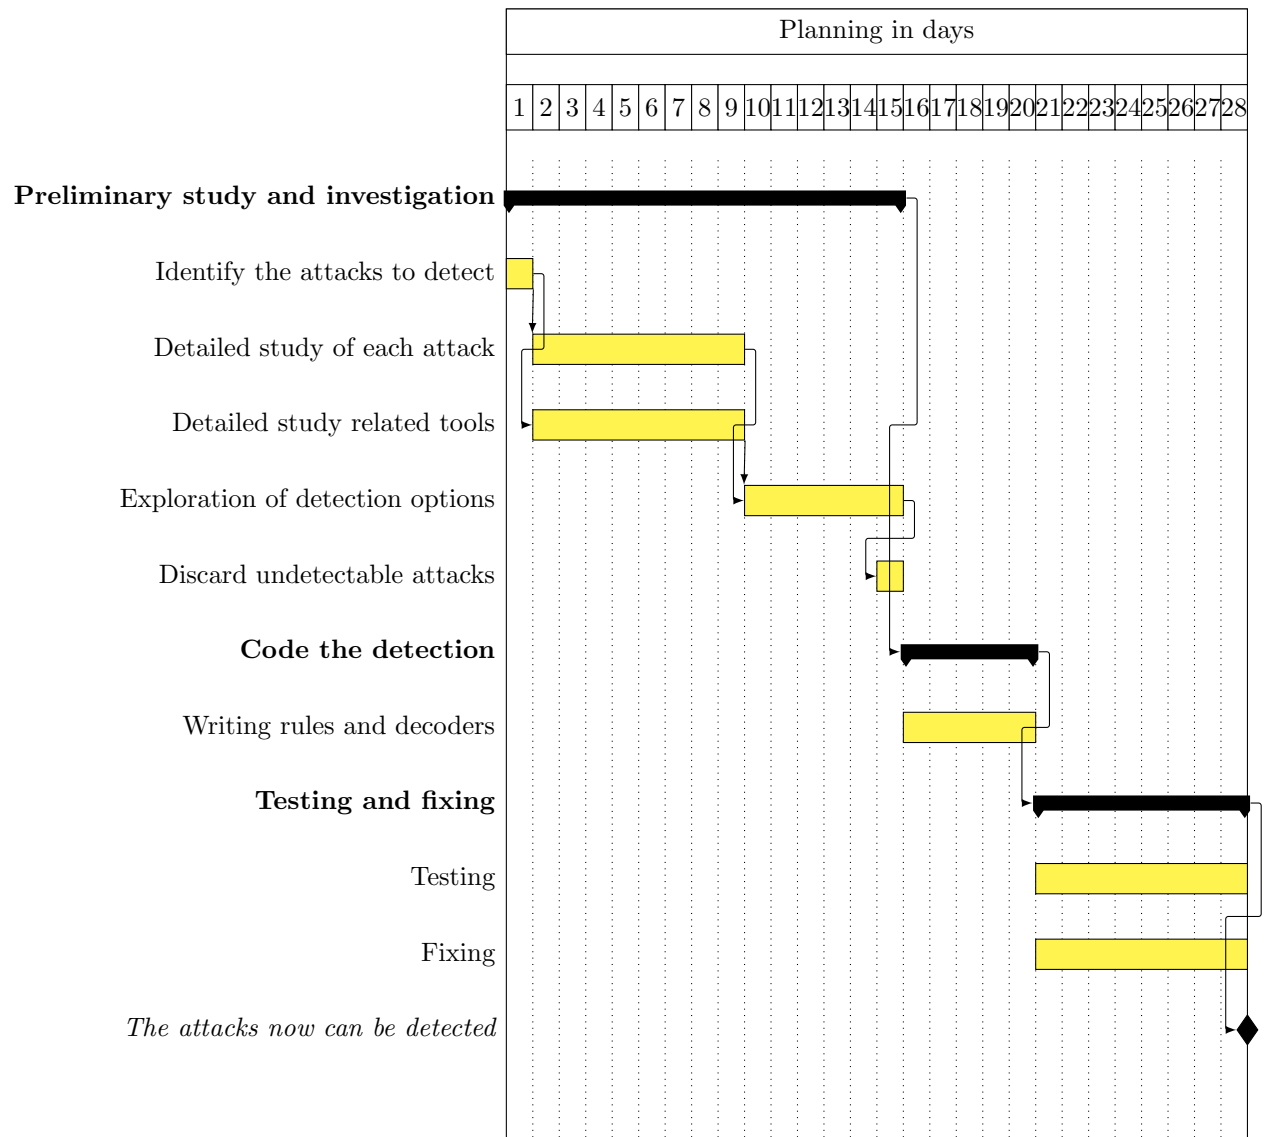 Planning in days
1 2 3 4 5 6 7 8 9 10 11 12 13 14 15 16 17 18 19 20 21 22 23 24 25 26 27 28
Preliminary study and investigation
Identify the attacks to detect
Detailed study of each attack
Detailed study related tools
Exploration of detection options
Discard undetectable attacks
Code the detection
Writing rules and decoders
Testing and fixing
Testing
Fixing
The attacks now can be detected